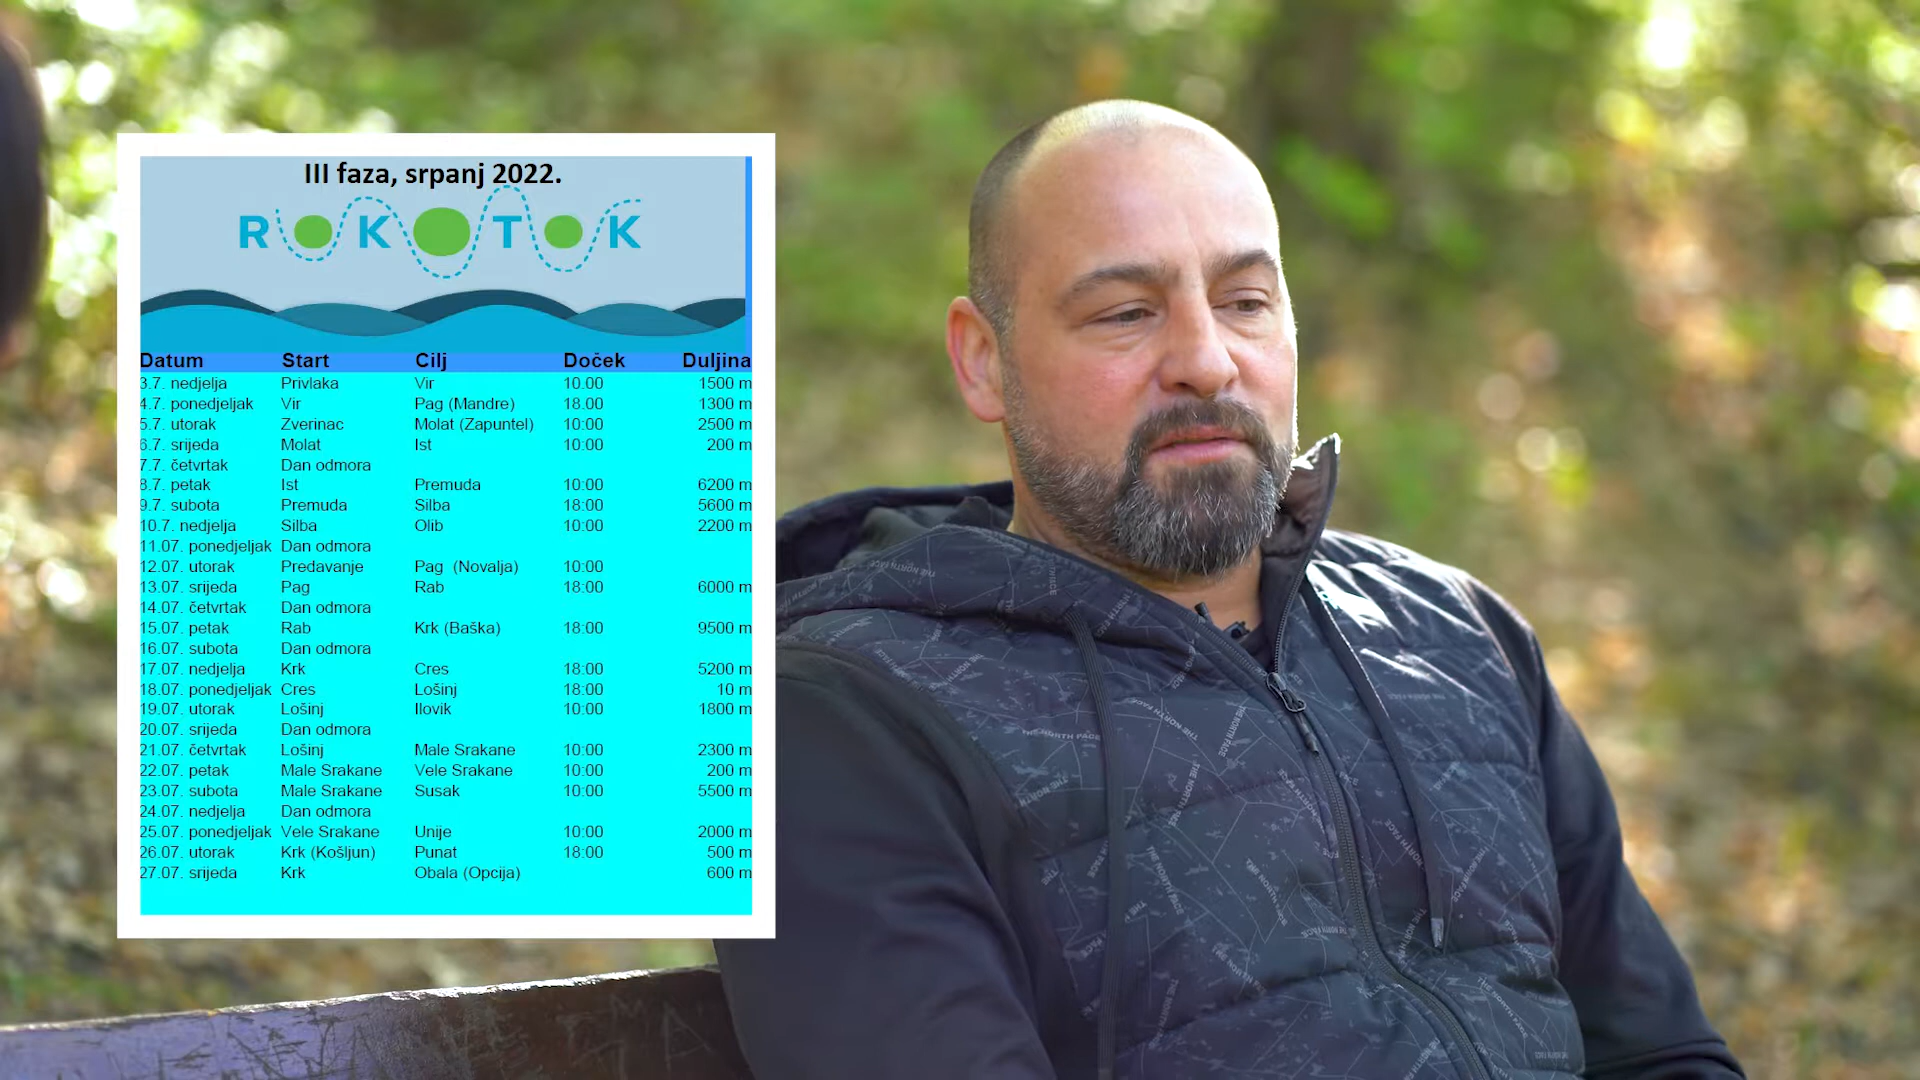 III faza, srpanj 2022.
ROKOTOK
Datum Start Cilj Doček Duljina
3.7. nedjelja Privlaka Vir 10.00 1500 m
4.7. ponedjeljak Vir Pag (Mandre) 18.00 1300 m
5.7. utorak Zverinac Molat (Zapuntel) 10:00 2500 m
6.7. srijeda Molat Ist 10:00 200 m
7.7. četvrtak Dan odmora
8.7. petak Ist Premuda 10:00 6200 m
9.7. subota Premuda Silba 18:00 5600 m
10.7. nedjelja Silba Olib 10:00 2200 m
11.07. ponedjeljak Dan odmora
12.07. utorak Predavanje Pag (Novalja) 10:00
13.07. srijeda Pag Rab 18:00 6000 m
14.07. četvrtak Dan odmora
15.07. petak Rab Krk (Baška) 18:00 9500 m
16.07. subota Dan odmora
17.07. nedjelja Krk Cres 18:00 5200 m
18.07. ponedjeljak Cres Lošinj 18:00 10 m
19.07. utorak Lošinj Ilovik 10:00 1800 m
20.07. srijeda Dan odmora
21.07. četvrtak Lošinj Male Srakane 10:00 2300 m
22.07. petak Male Srakane Vele Srakane 10:00 200 m
23.07. subota Male Srakane Susak 10:00 5500 m
24.07. nedjelja Dan odmora
25.07. ponedjeljak Vele Srakane Unije 10:00 2000 m
26.07. utorak Krk (Košljun) Punat 18:00 500 m
27.07. srijeda Krk Obala (Opcija) 600 m
THE NORTH FACE